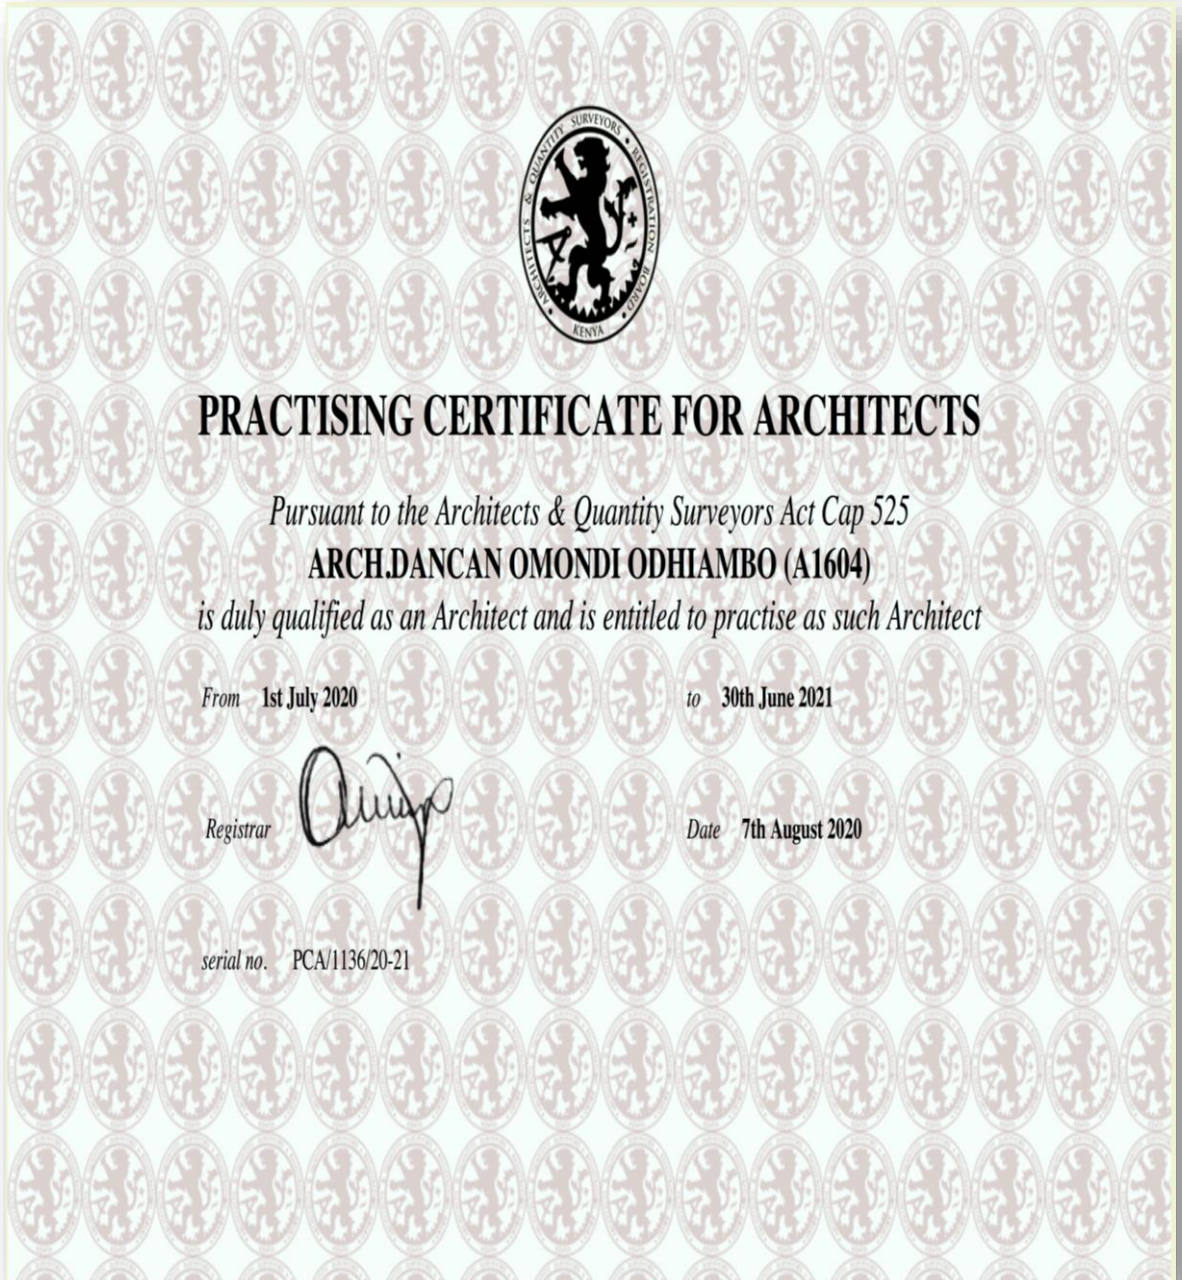 ARCHITECTS & QUANTITY SURVEYORS • REGISTRATION BOARD •
KENYA
PRACTISING CERTIFICATE FOR ARCHITECTS
Pursuant to the Architects & Quantity Surveyors Act Cap 525
ARCH.DANCAN OMONDI ODHIAMBO (A1604)
is duly qualified as an Architect and is entitled to practise as such Architect
From 1st July 2020 to 30th June 2021
Registrar Date 7th August 2020
serial no. PCA/1136/20-21